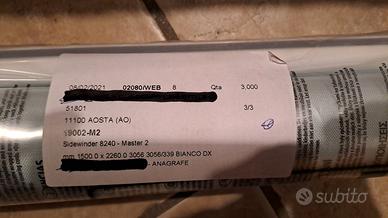 08/02/2021 02080/WEB 8 Qta 3,000
51801 3/3
11100 AOSTA (AO)
19002-M2
Sidewinder 8240 - Master 2
mm 1500.0 x 2260.0 3056 3056/339 BIANCO DX
- ANAGRAFE
subito